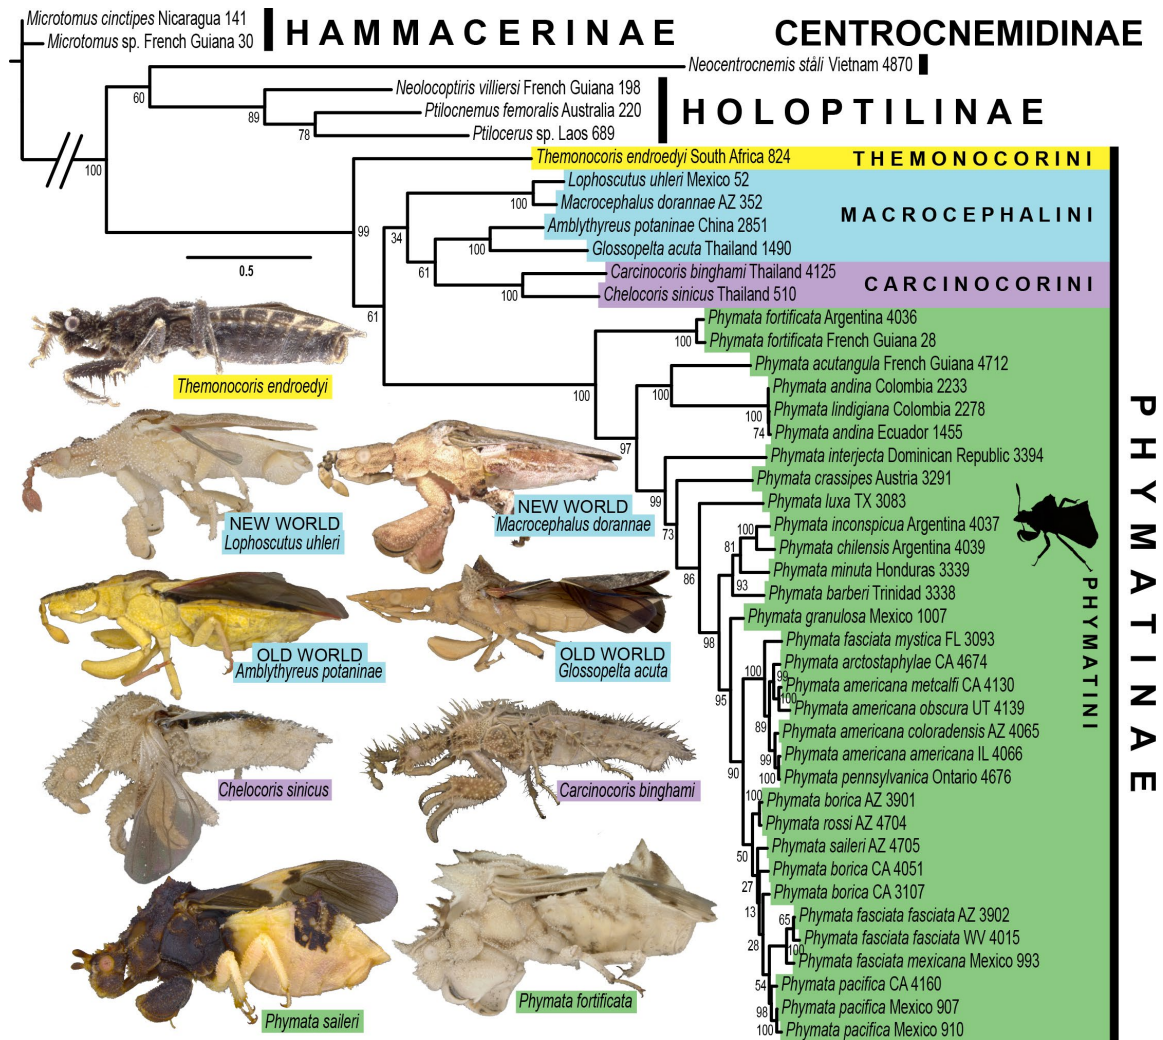 Microtomus cinctipes Nicaragua 141
Microtomus sp. French Guiana 30
HAMMACERINAE
CENTROCNEMIDINAE
Neocentrocnemis ståli Vietnam 4870
60
Neolocoptiris villiersi French Guiana 198
89
Ptilocnemus femoralis Australia 220
78
Ptilocerus sp. Laos 689
HOLOPTILINAE
100
Themonocoris endroedyi South Africa 824
THEMONOCORINI
Lophoscutus uhleri Mexico 52
100
Macrocephalus dorannae AZ 352
MACROCEPHALINI
99
34
Amblythyreus potaninae China 2851
100
Glossopelta acuta Thailand 1490
61
Carcinocoris binghami Thailand 4125
100
Chelocoris sinicus Thailand 510
CARCINOCORINI
0.5
61
Phymata fortificata Argentina 4036
100
Phymata fortificata French Guiana 28
100
Phymata acutangula French Guiana 4712
100
Phymata andina Colombia 2233
100
Phymata lindigiana Colombia 2278
74
Phymata andina Ecuador 1455
97
Phymata interjecta Dominican Republic 3394
99
Phymata crassipes Austria 3291
73
Phymata luxa TX 3083
86
100
Phymata inconspicua Argentina 4037
81
Phymata chilensis Argentina 4039
Phymata minuta Honduras 3339
93
Phymata barberi Trinidad 3338
98
Phymata granulosa Mexico 1007
95
Phymata fasciata mystica FL 3093
100
Phymata arctostaphylae CA 4674
99
Phymata americana metcalfi CA 4130
100
Phymata americana obscura UT 4139
89
Phymata americana coloradensis AZ 4065
99
Phymata americana americana IL 4066
100
Phymata pennsylvanica Ontario 4676
90
100
Phymata borica AZ 3901
Phymata rossi AZ 4704
50
Phymata saileri AZ 4705
Phymata borica CA 4051
27
Phymata borica CA 3107
13
65
Phymata fasciata fasciata AZ 3902
Phymata fasciata fasciata WV 4015
100
Phymata fasciata mexicana Mexico 993
28
54
Phymata pacifica CA 4160
98
Phymata pacifica Mexico 907
100
Phymata pacifica Mexico 910
PHYMATINI
PHYMATINAE
Themonocoris endroedyi
NEW WORLD
Lophoscutus uhleri
NEW WORLD
Macrocephalus dorannae
OLD WORLD
Amblythyreus potaninae
OLD WORLD
Glossopelta acuta
Chelocoris sinicus
Carcinocoris binghami
Phymata saileri
Phymata fortificata